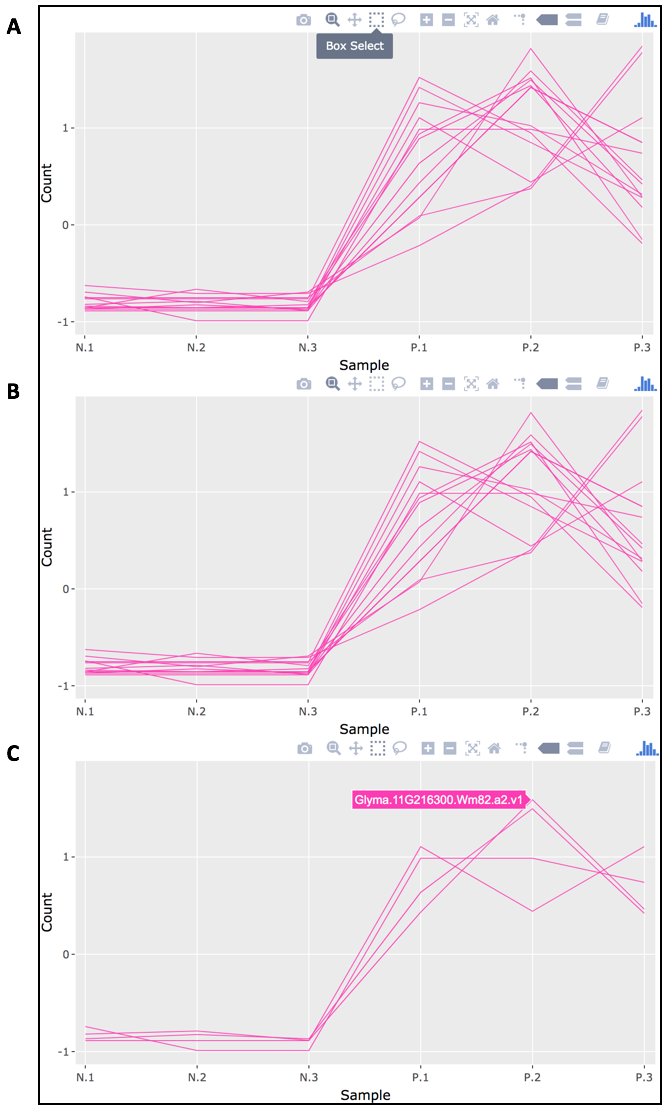 A
Box Select
Count
1
0
-1
N.1 N.2 N.3 P.1 P.2 P.3
Sample
B
Count
1
0
-1
N.1 N.2 N.3 P.1 P.2 P.3
Sample
C
Glyma.11G216300.Wm82.a2.v1
Count
1
0
-1
N.1 N.2 N.3 P.1 P.2 P.3
Sample